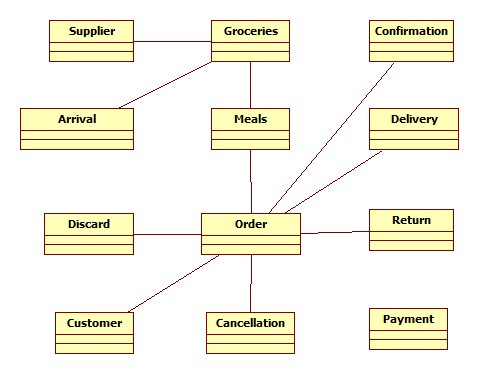 Supplier
Groceries
Confirmation
Arrival
Meals
Delivery
Discard
Order
Return
Customer
Cancellation
Payment